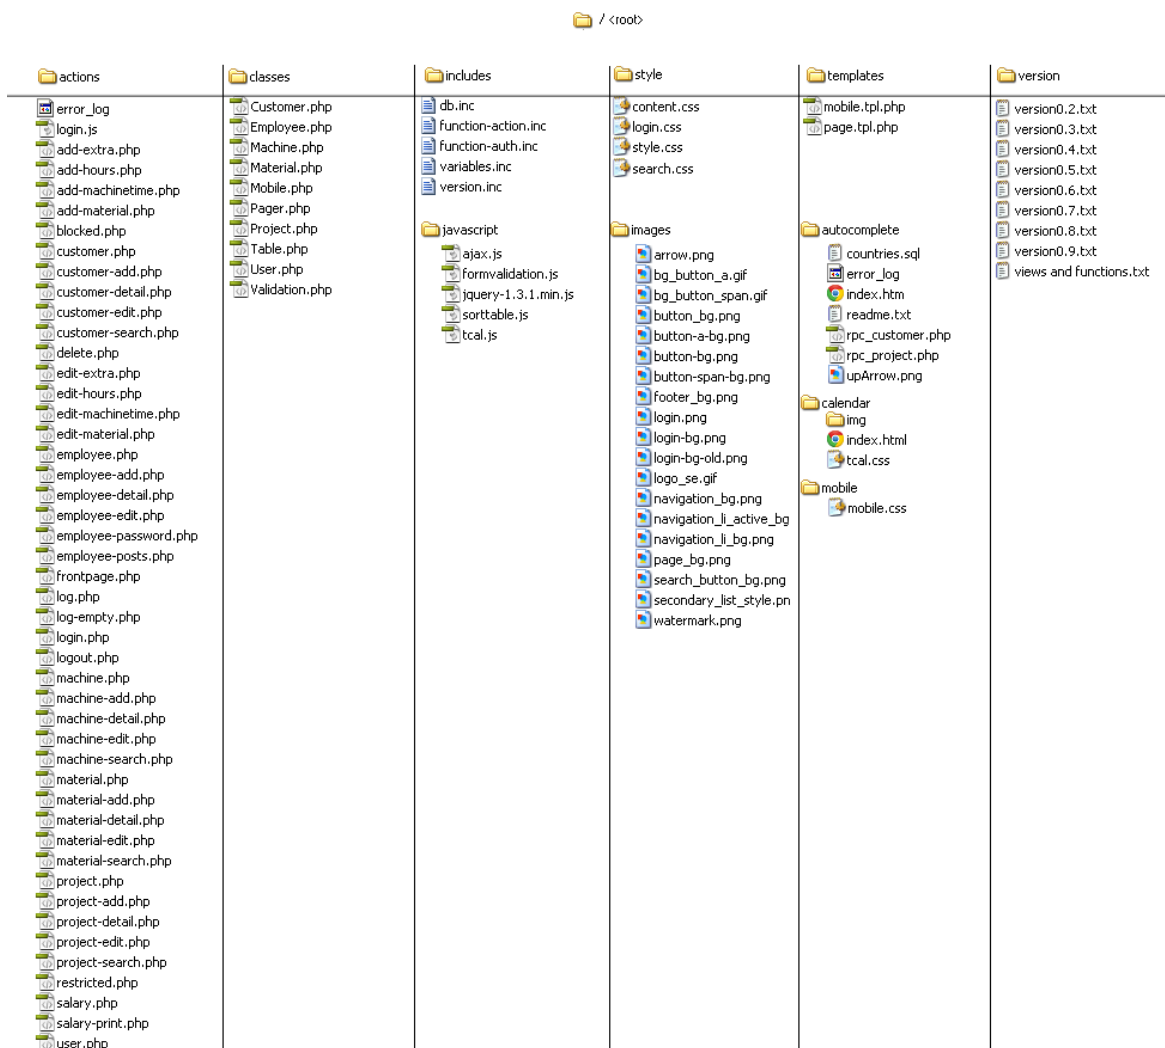 / <root>
actions
error_log
login.js
add-extra.php
add-hours.php
add-machinetime.php
add-material.php
blocked.php
customer.php
customer-add.php
customer-detail.php
customer-edit.php
customer-search.php
delete.php
edit-extra.php
edit-hours.php
edit-machinetime.php
edit-material.php
employee.php
employee-add.php
employee-detail.php
employee-edit.php
employee-password.php
employee-posts.php
frontpage.php
log.php
log-empty.php
login.php
logout.php
machine.php
machine-add.php
machine-detail.php
machine-edit.php
machine-search.php
material.php
material-add.php
material-detail.php
material-edit.php
material-search.php
project.php
project-add.php
project-detail.php
project-edit.php
project-search.php
restricted.php
salary.php
salary-print.php
user.php
classes
Customer.php
Employee.php
Machine.php
Material.php
Mobile.php
Pager.php
Project.php
Table.php
User.php
Validation.php
includes
db.inc
function-action.inc
function-auth.inc
variables.inc
version.inc
javascript
ajax.js
formvalidation.js
jquery-1.3.1.min.js
sorttable.js
tcal.js
style
content.css
login.css
style.css
search.css
images
arrow.png
bg_button_a.gif
bg_button_span.gif
button_bg.png
button-a-bg.png
button-bg.png
button-span-bg.png
footer_bg.png
login.png
login-bg.png
login-bg-old.png
logo_se.gif
navigation_bg.png
navigation_li_active_bg
navigation_li_bg.png
page_bg.png
search_button_bg.png
secondary_list_style.pn
watermark.png
templates
mobile.tpl.php
page.tpl.php
autocomplete
countries.sql
error_log
index.htm
readme.txt
rpc_customer.php
rpc_project.php
upArrow.png
calendar
img
index.html
tcal.css
mobile
mobile.css
version
version0.2.txt
version0.3.txt
version0.4.txt
version0.5.txt
version0.6.txt
version0.7.txt
version0.8.txt
version0.9.txt
views and functions.txt